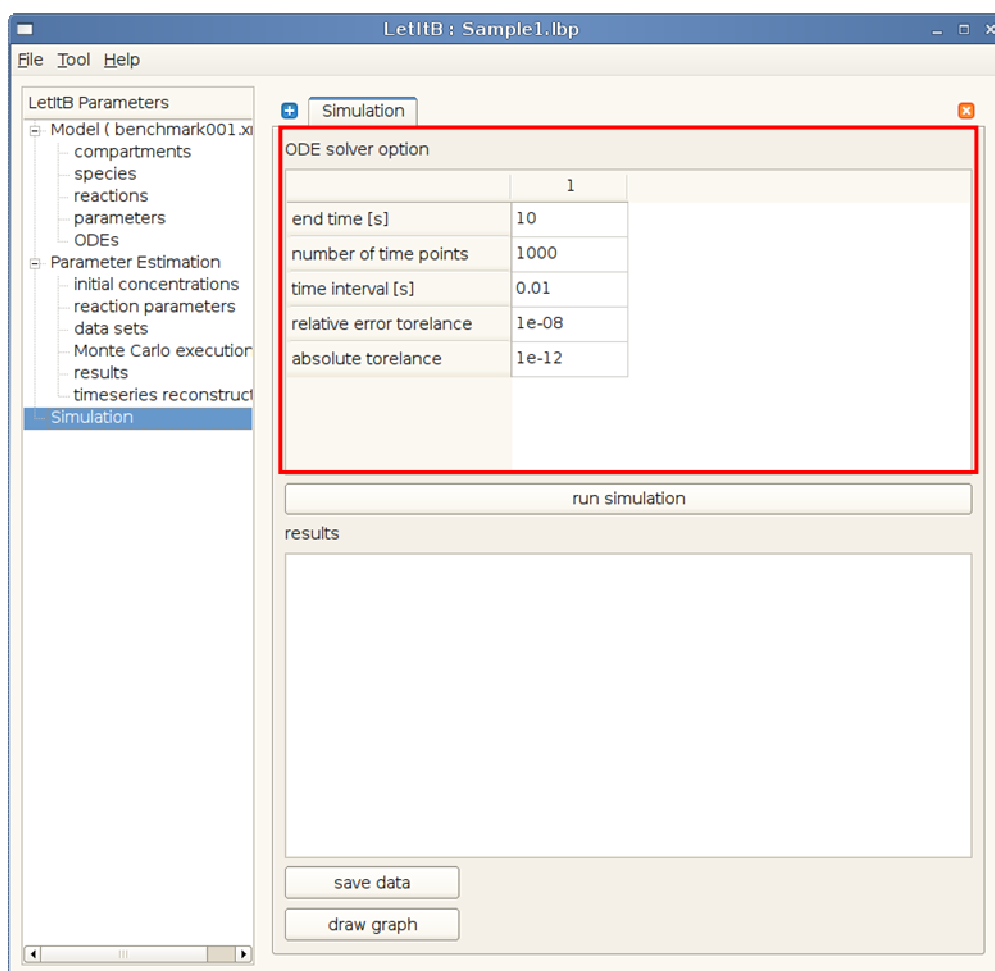 LetItB : Sample1.lbp
File Tool Help
LetItB Parameters
Model ( benchmark001.x
compartments
species
reactions
parameters
ODEs
Parameter Estimation
initial concentrations
reaction parameters
data sets
Monte Carlo execution
results
timeseries reconstruct
Simulation
Simulation
ODE solver option
1
end time [s] 10
number of time points 1000
time interval [s] 0.01
relative error torelance 1e-08
absolute torelance 1e-12
run simulation
results
save data
draw graph